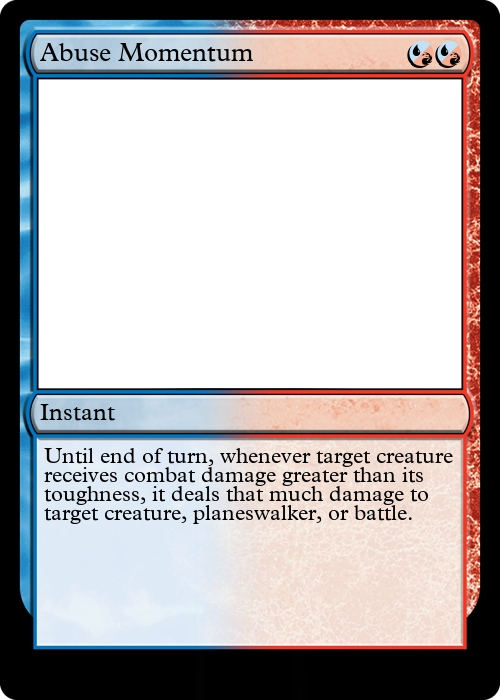 Abuse Momentum
Instant
Until end of turn, whenever target creature
receives combat damage greater than its
toughness, it deals that much damage to
target creature, planeswalker, or battle.